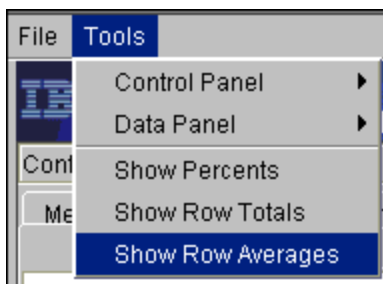 File Tools
Control Panel
Data Panel
Show Percents
Show Row Totals
Show Row Averages